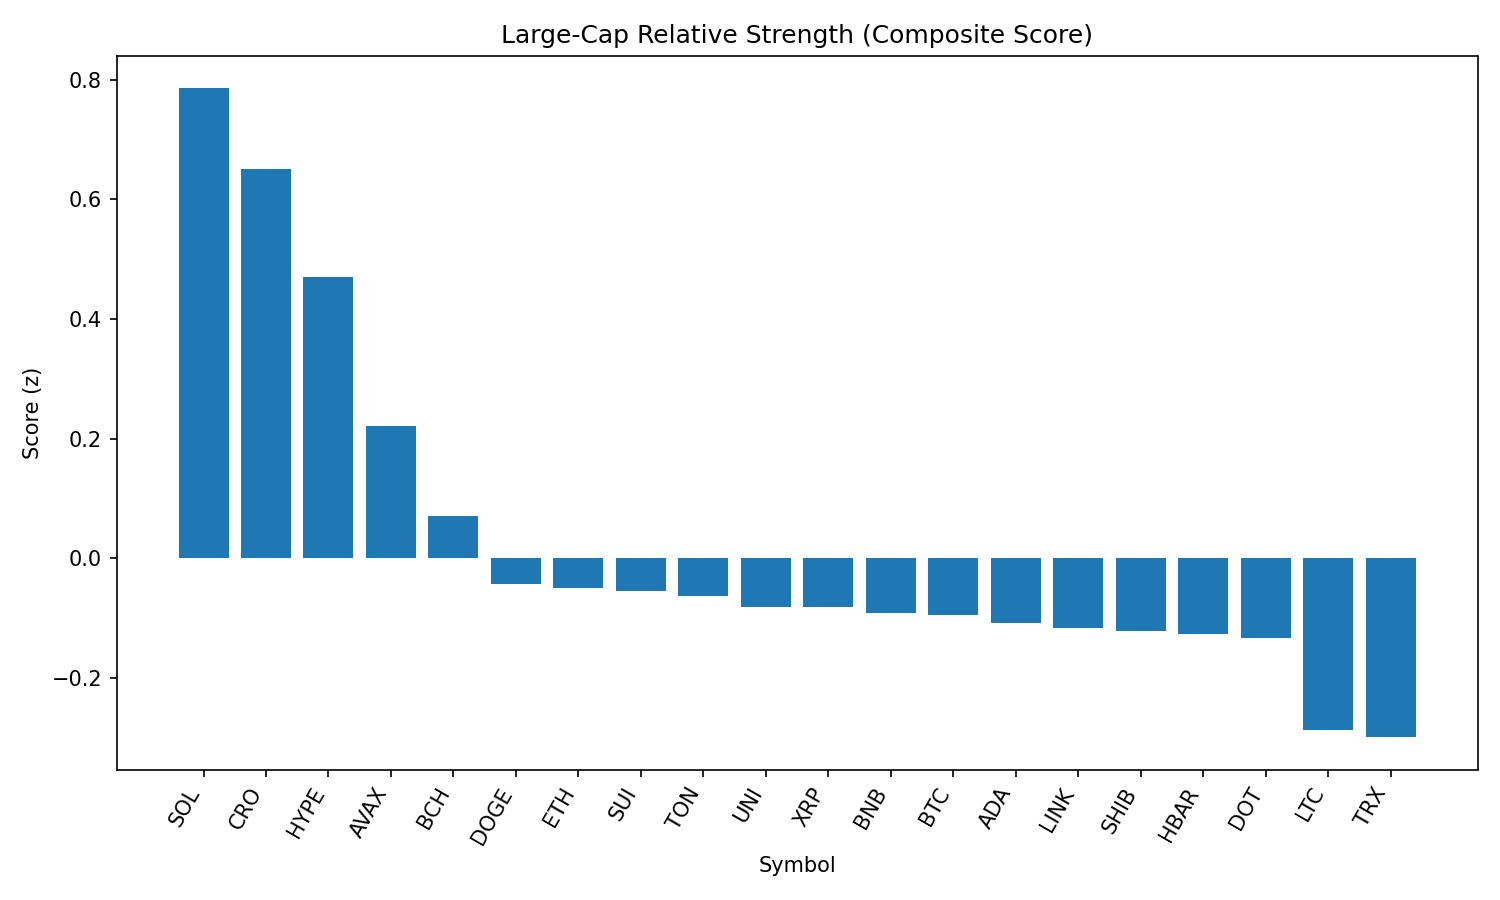 Large-Cap Relative Strength (Composite Score)
0.8
0.6
0.4
0.2
0.0
−0.2
Score (z)
SOL
CRO
HYPE
AVAX
BCH
DOGE
ETH
SUI
TON
UNI
XRP
BNB
BTC
ADA
LINK
SHIB
HBAR
DOT
LTC
TRX
Symbol